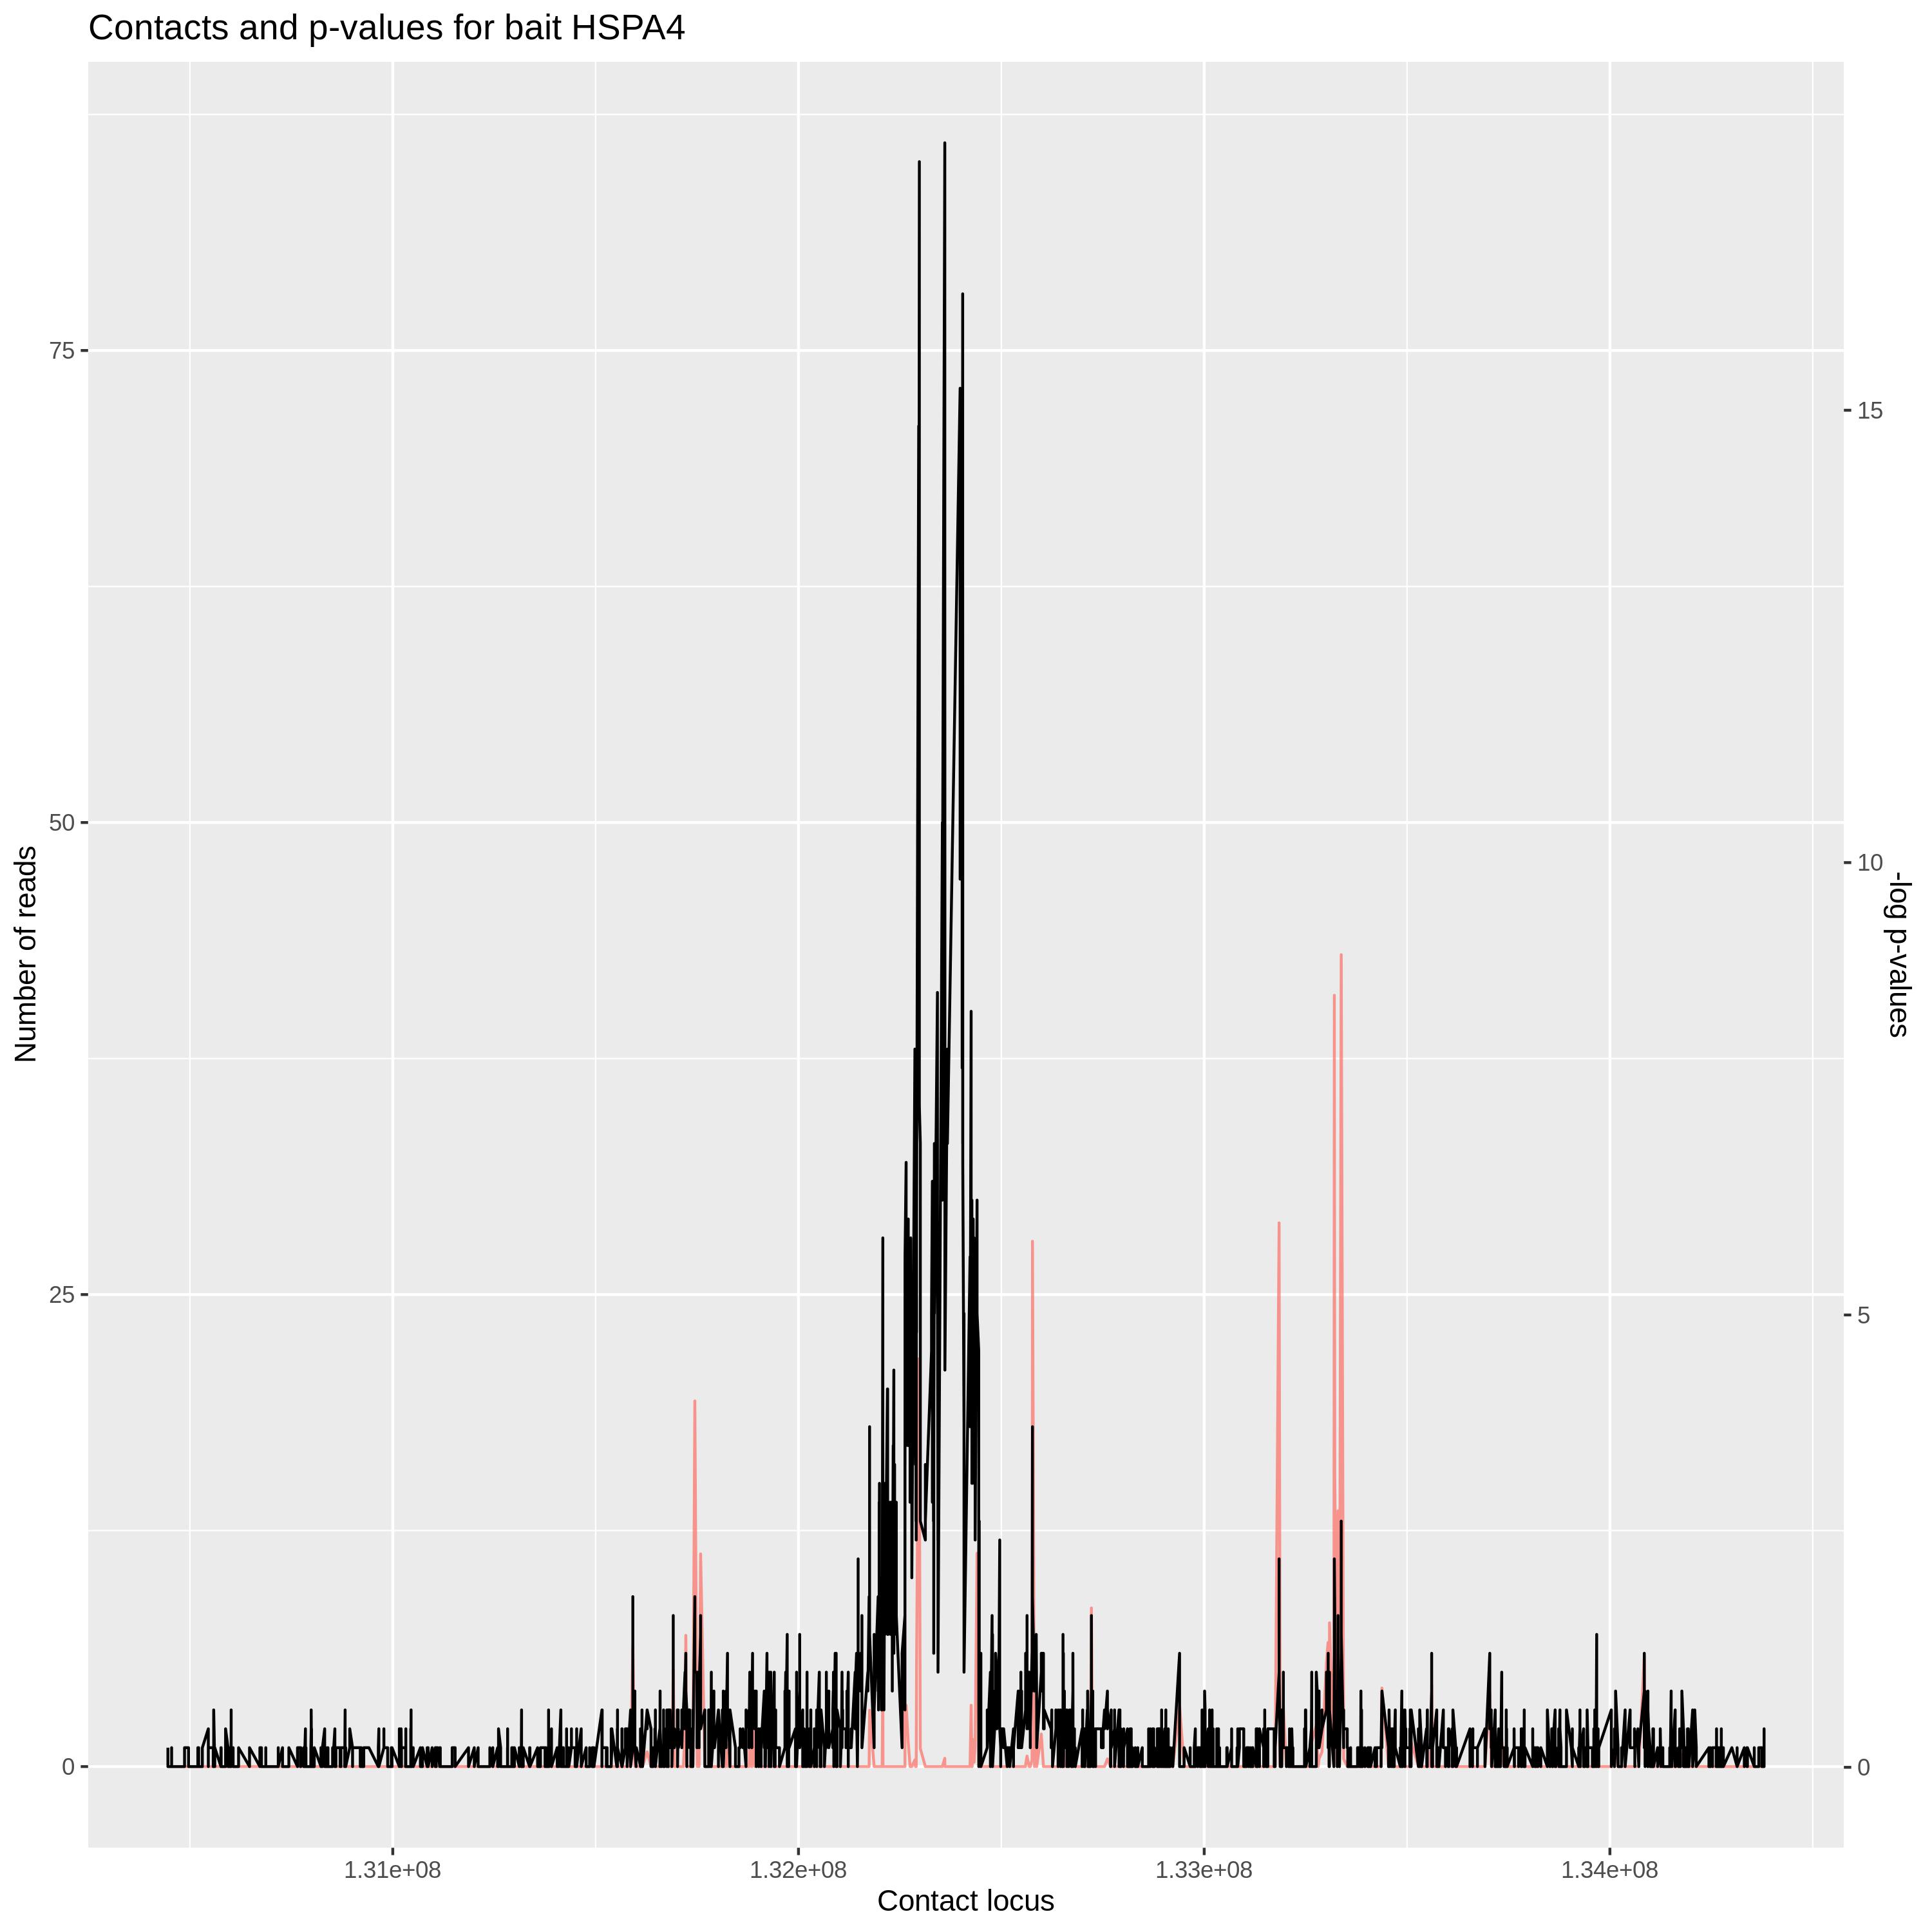 Contacts and p-values for bait HSPA4
Number of reads
75
50
25
0
15
10
5
0
-log p-values
1.31e+08 1.32e+08 1.33e+08 1.34e+08
Contact locus